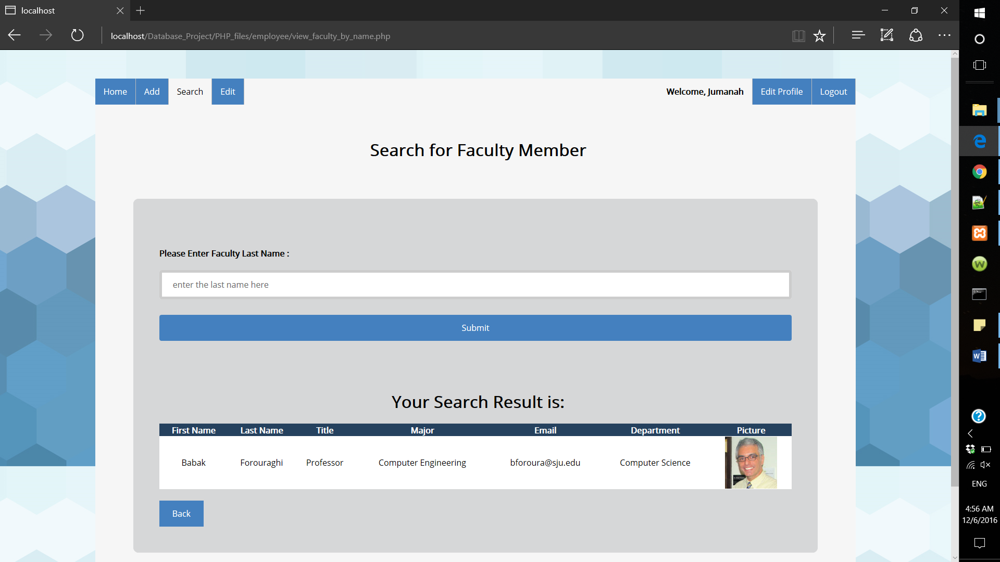 localhost
localhost/Database_Project/PHP_files/employee/view_faculty_by_name.php
Home Add Search Edit Welcome, Jumanah Edit Profile Logout
Search for Faculty Member
Please Enter Faculty Last Name :
enter the last name here
Submit
Your Search Result is:
First Name Last Name Title Major Email Department Picture
Babak Forouraghi Professor Computer Engineering bforoura@sju.edu Computer Science
Back
ENG
4:56 AM
12/6/2016